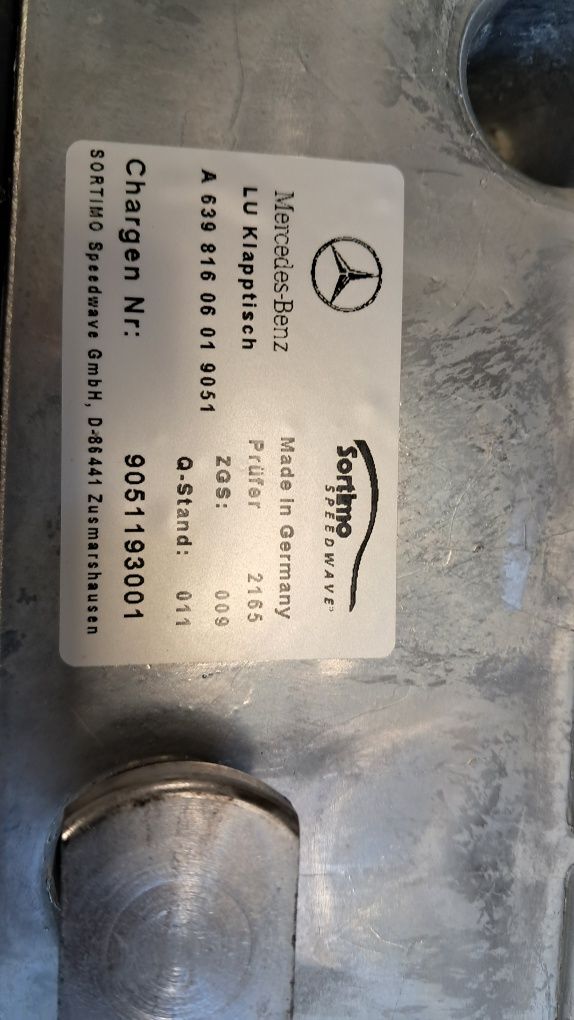 Sortimo
SPEEDWAVE
Mercedes-Benz
Made in Germany
LU Klapptisch
Prüfer 2165
A 639 816 06 01 9051
ZGS: 009
Q-Stand: 011
Chargen Nr: 9051193001
SORTIMO Speedwave GmbH, D-86441 Zusmarshausen